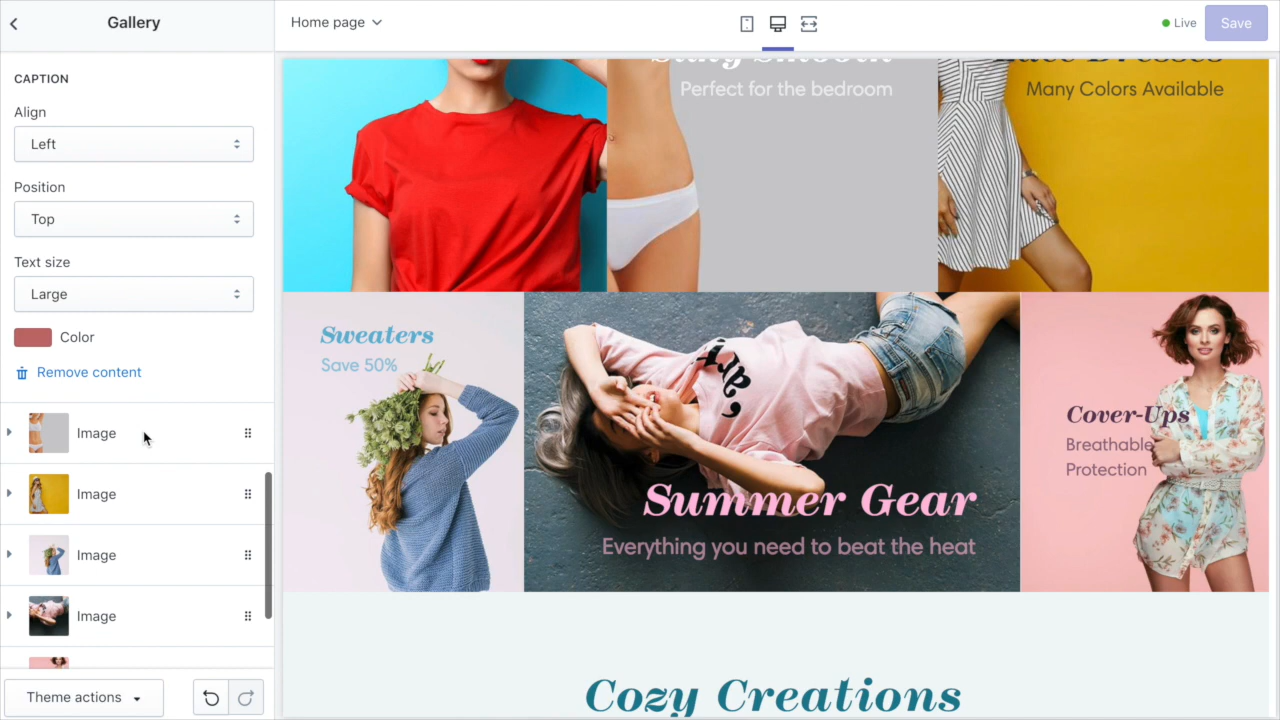 Gallery
Home page
Live
Save
CAPTION
Align
Left
Position
Top
Text size
Large
Color
Remove content
Image
Image
Image
Image
Theme actions
Perfect for the bedroom
Many Colors Available
Sweaters
Save 50%
Summer Gear
Everything you need to beat the heat
Cover-Ups
Breathable
Protection
Cozy Creations